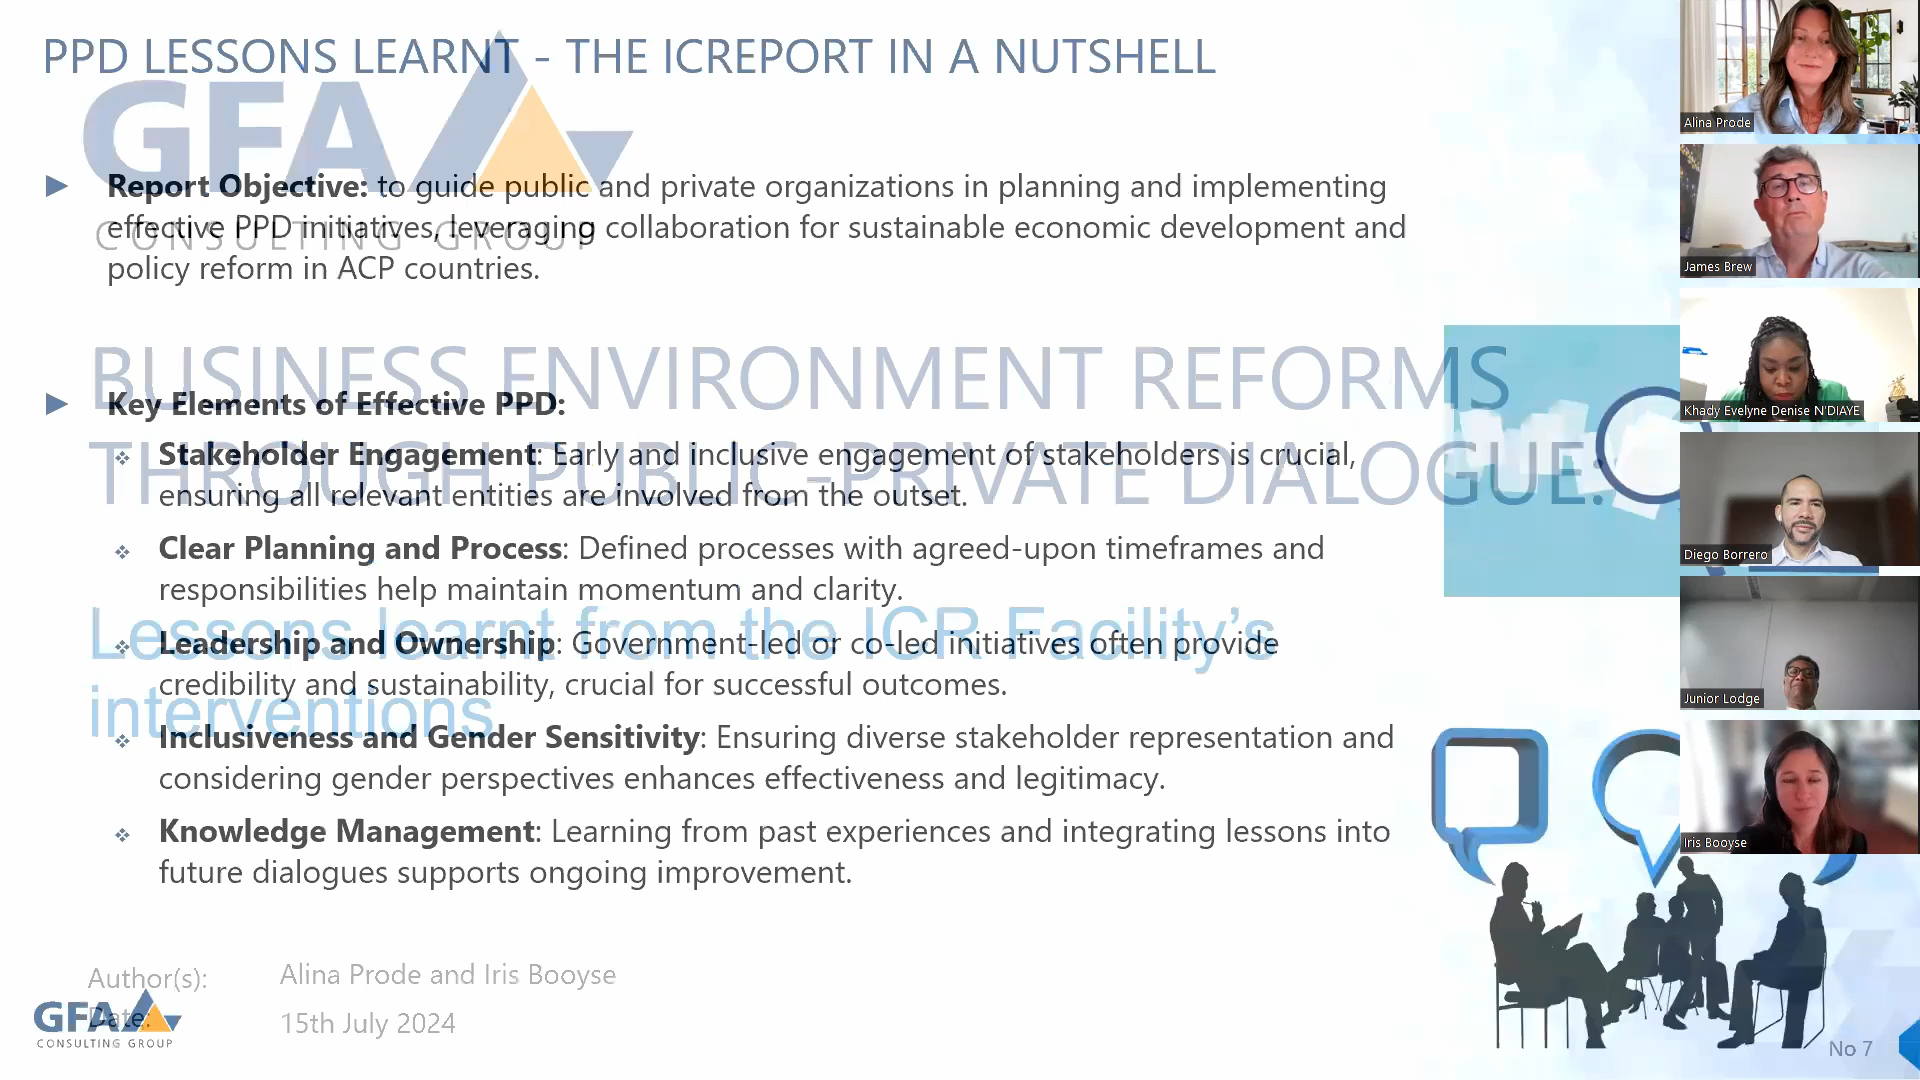 PPD LESSONS LEARNT - THE ICREPORT IN A NUTSHELL
GFA
CONSULTING GROUP
Report Objective: to guide public and private organizations in planning and implementing
effective PPD initiatives, leveraging collaboration for sustainable economic development and
policy reform in ACP countries.
BUSINESS ENVIRONMENT REFORMS
THROUGH PUBLIC-PRIVATE DIALOGUE:
Key Elements of Effective PPD:
Stakeholder Engagement: Early and inclusive engagement of stakeholders is crucial,
ensuring all relevant entities are involved from the outset.
Clear Planning and Process: Defined processes with agreed-upon timeframes and
responsibilities help maintain momentum and clarity.
Lessons learnt from the ICR Facility’s
interventions
Leadership and Ownership: Government-led or co-led initiatives often provide
credibility and sustainability, crucial for successful outcomes.
Inclusiveness and Gender Sensitivity: Ensuring diverse stakeholder representation and
considering gender perspectives enhances effectiveness and legitimacy.
Knowledge Management: Learning from past experiences and integrating lessons into
future dialogues supports ongoing improvement.
Author(s): Alina Prode and Iris Booyse
Date: 15th July 2024
GFA
CONSULTING GROUP
No 7
Alina Prode
James Brew
Khady Evelyne Denise N'DIAYE
Diego Borrero
Junior Lodge
Iris Booyse